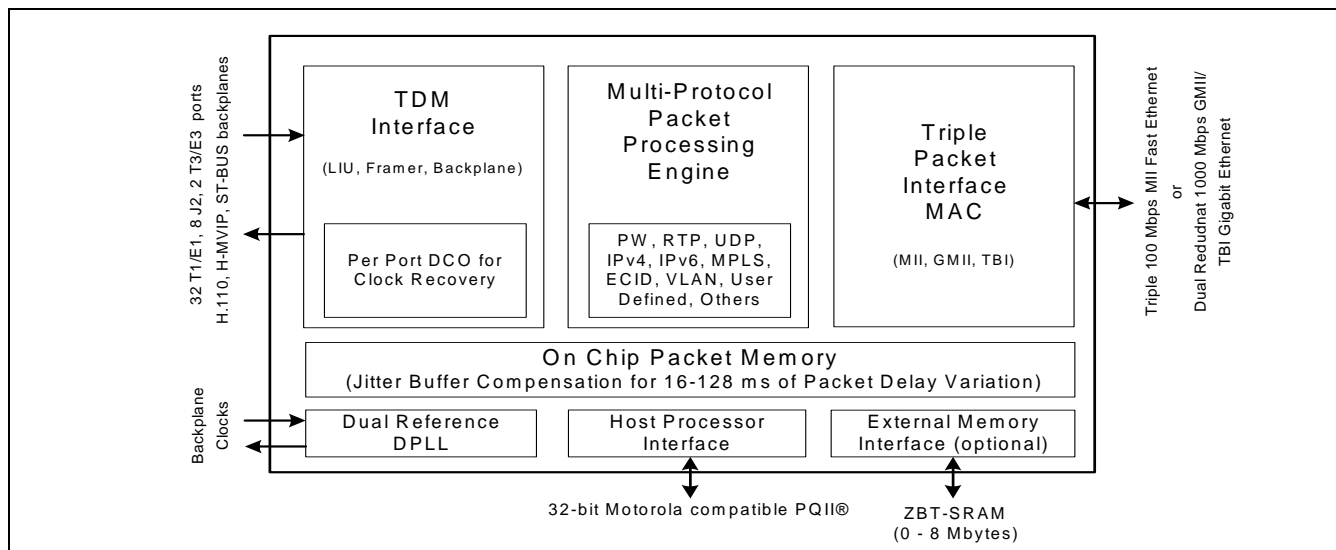 32 T1/E1, 8 J2, 2 T3/E3 ports
H.110, H-MVIP, ST-BUS backplanes
TDM
Interface
(LIU, Framer, Backplane)
Per Port DCO for
Clock Recovery
Multi-Protocol
Packet
Processing
Engine
PW, RTP, UDP,
IPv4, IPv6, MPLS,
ECID, VLAN, User
Defined, Others
Triple
Packet
Interface
MAC
(MII, GMII, TBI)
Triple 100 Mbps MII Fast Ethernet
or
Dual Redudnat 1000 Mbps GMII/
TBI Gigabit Ethernet
On Chip Packet Memory
(Jitter Buffer Compensation for 16-128 ms of Packet Delay Variation)
Backplane
Clocks
Dual Reference
DPLL
Host Processor
Interface
External Memory
Interface (optional)
32-bit Motorola compatible PQII®
ZBT-SRAM
(0 - 8 Mbytes)